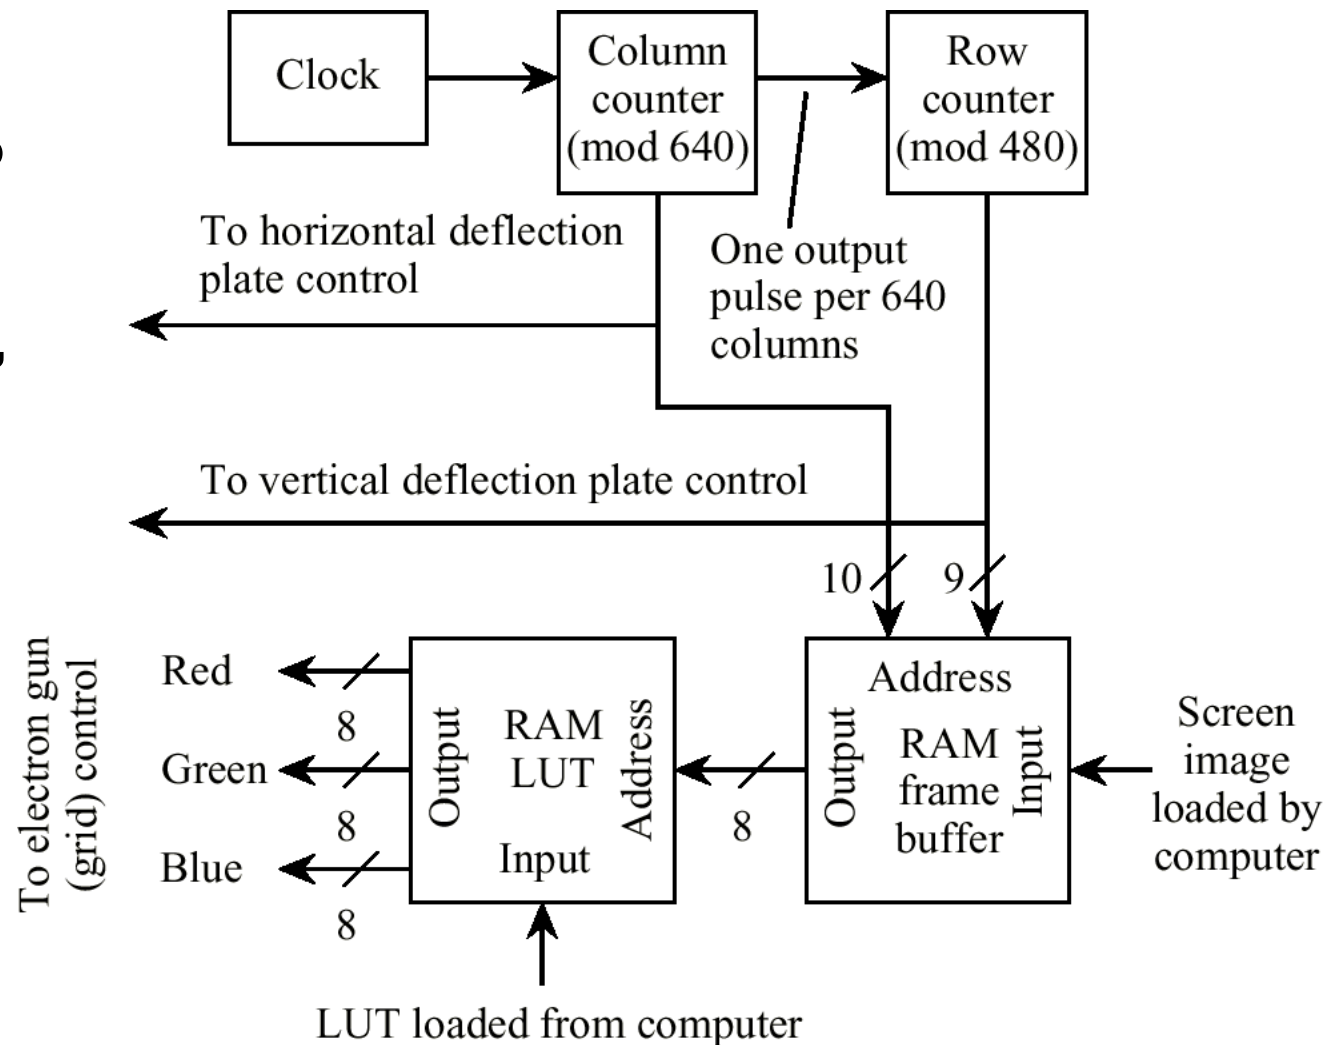 Clock
Column
counter
(mod 640)
Row
counter
(mod 480)
To horizontal deflection
plate control
One output
pulse per 640
columns
To vertical deflection plate control
10
9
To electron gun
(grid) control
Red
8
Green
8
Blue
8
Output
RAM
LUT
Address
Input
8
Address
Output
RAM
frame
buffer
Input
Screen
image
loaded by
computer
LUT loaded from computer